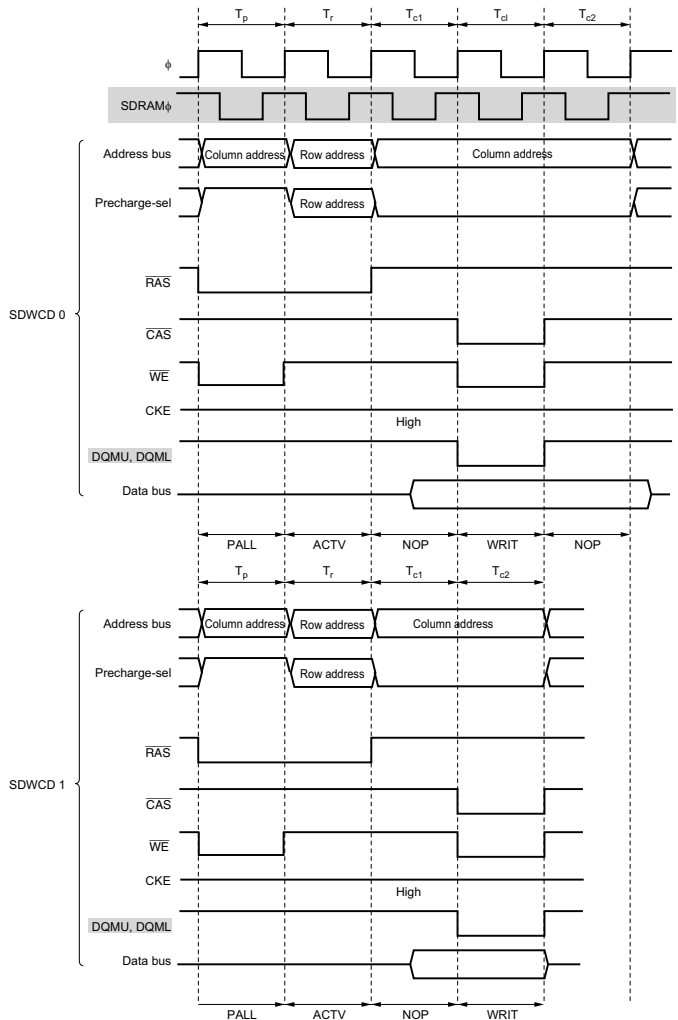 Tp Tr Tc1 Tcl Tc2
ϕ
SDRAMϕ
SDWCD 0
Address bus Column address Row address Column address
Precharge-sel Row address
RAS
CAS
WE
CKE
High
DQMU, DQML
Data bus
PALL ACTV NOP WRIT NOP
Tp Tr Tc1 Tc2
SDWCD 1
Address bus Column address Row address Column address
Precharge-sel Row address
RAS
CAS
WE
CKE
High
DQMU, DQML
Data bus
PALL ACTV NOP WRIT